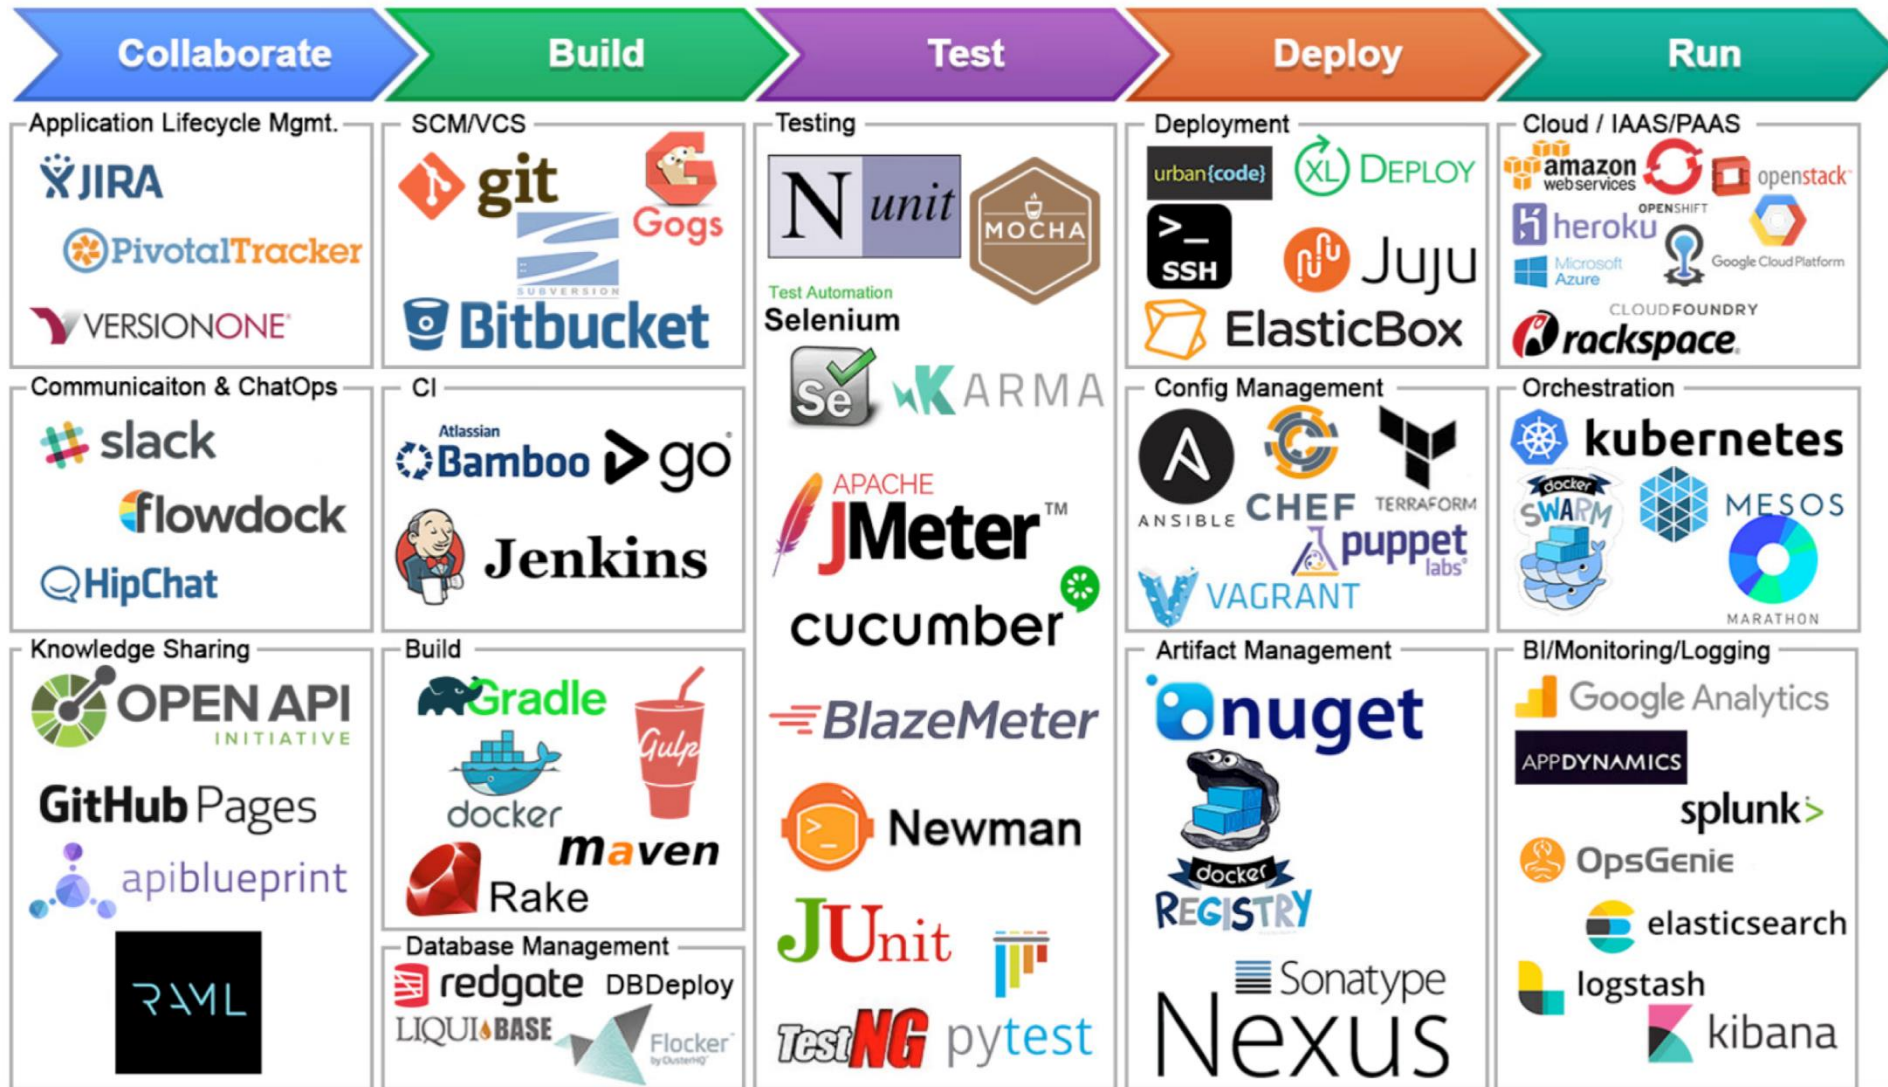 Collaborate
Build
Test
Deploy
Run
Application Lifecycle Mgmt.
JIRA
PivotalTracker
VERSIONONE
Communicaiton & ChatOps
slack
flowdock
HipChat
Knowledge Sharing
OPEN API
INITIATIVE
GitHub Pages
apiblueprint
RAML
SCM/VCS
git
Gogs
SUBVERSION
Bitbucket
CI
Atlassian
Bamboo
go
Jenkins
Build
Gradle
Gulp
docker
maven
Rake
Database Management
redgate
DBDeploy
LIQUIBASE
Flocker™
by ClusterHQ
Testing
N unit
MOCHA
Test Automation
Selenium
Se
KARMA
APACHE
JMeter™
cucumber
BlazeMeter
>_
Newman
JUnit
TestNG
pytest
Deployment
urban{code}
XL DEPLOY
>_
SSH
Juju
ElasticBox
Config Management
A
ANSIBLE
CHEF
TERRAFORM
puppet
labs®
VAGRANT
Artifact Management
nuget
docker
REGISTRY
Sonatype
Nexus
Cloud / IAAS/PAAS
amazon
webservices
OPENSHIFT
openstack™
heroku
Microsoft
Azure
Google Cloud Platform
CLOUDFOUNDRY
rackspace®
Orchestration
kubernetes
docker
SWARM
MESOS
MARATHON
BI/Monitoring/Logging
Google Analytics
APPDYNAMICS
splunk>
OpsGenie
elasticsearch
logstash
kibana